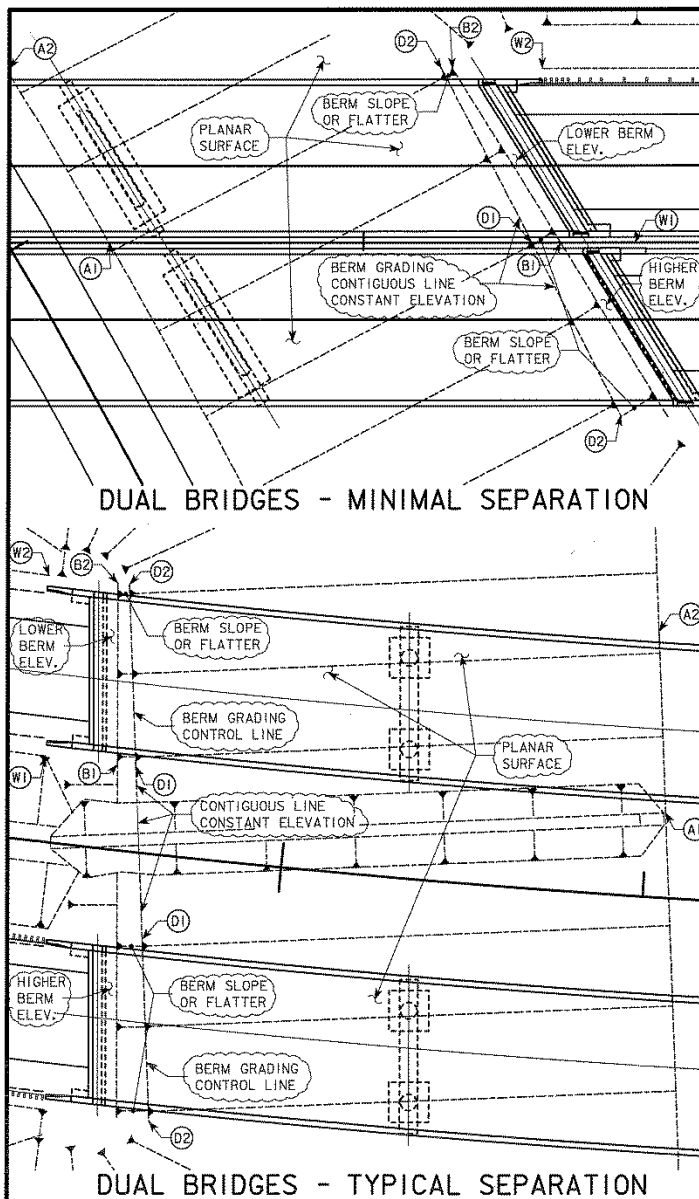 A2
D2
B2
W2
BERM SLOPE
OR FLATTER
PLANAR
SURFACE
LOWER BERM
ELEV.
D1
W1
A1
B1
BERM GRADING
CONTIGUOUS LINE
CONSTANT ELEVATION
HIGHER
BERM
ELEV.
BERM SLOPE
OR FLATTER
D2
DUAL BRIDGES - MINIMAL SEPARATION
W2
B2
D2
A2
LOWER
BERM
ELEV.
BERM SLOPE
OR FLATTER
BERM GRADING
CONTROL LINE
PLANAR
SURFACE
W1
B1
D1
CONTIGUOUS LINE
CONSTANT ELEVATION
A1
D1
HIGHER
BERM
ELEV.
BERM SLOPE
OR FLATTER
BERM GRADING
CONTROL LINE
D2
DUAL BRIDGES - TYPICAL SEPARATION